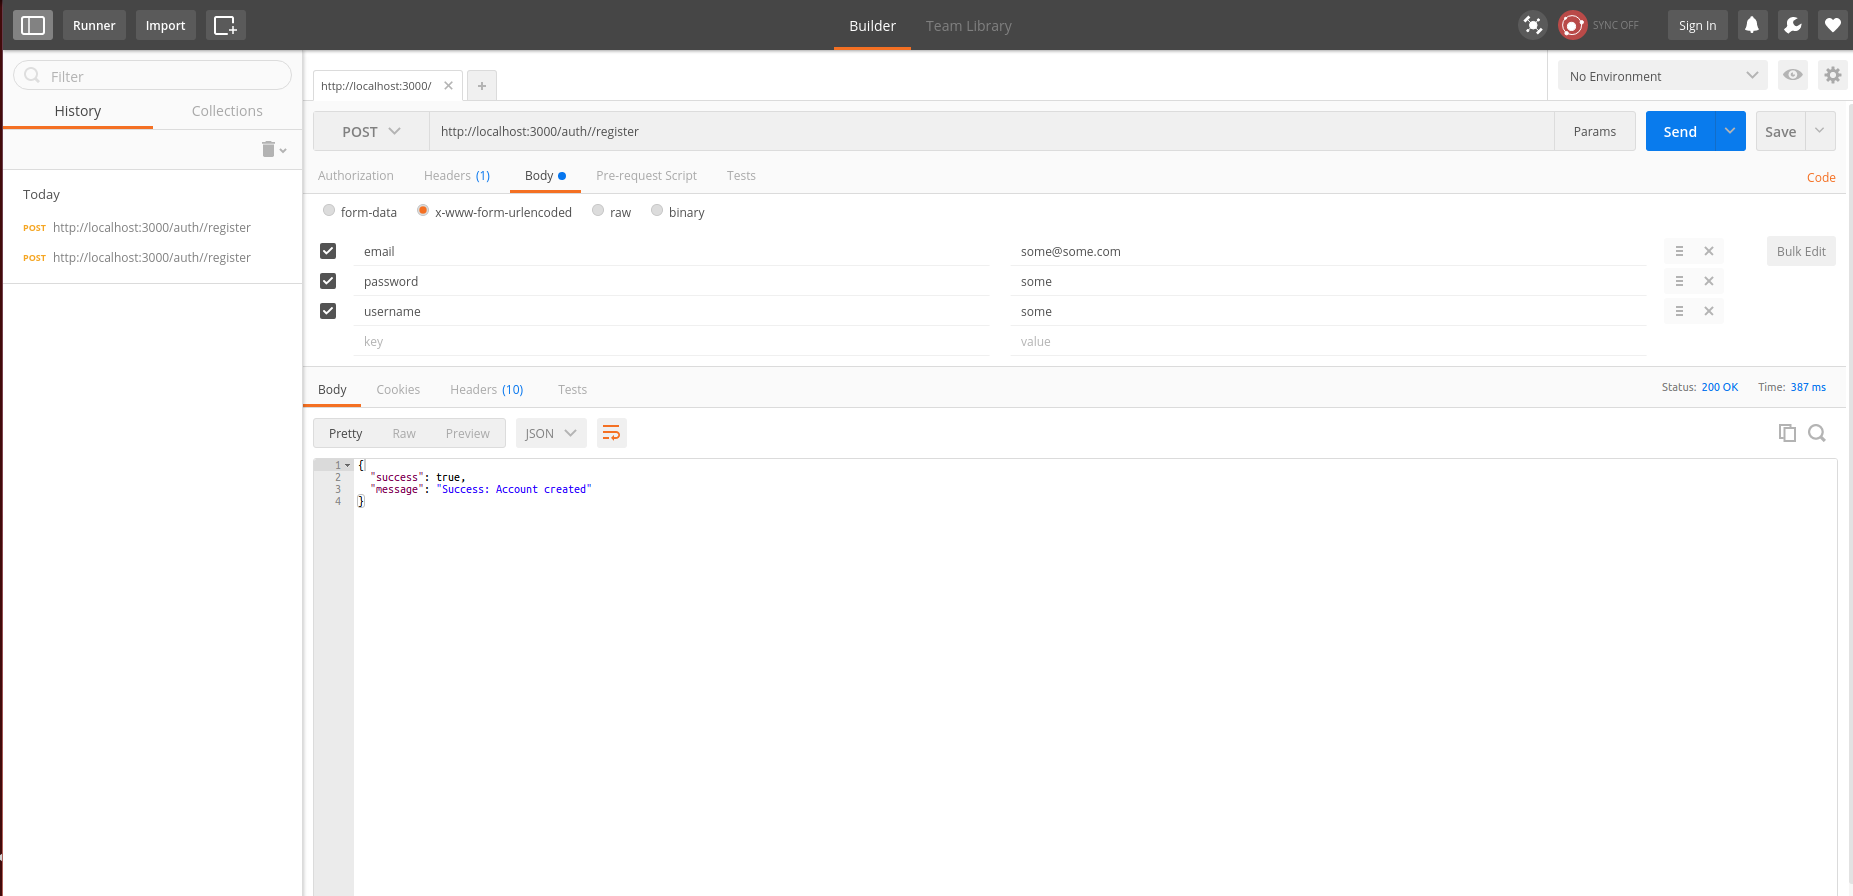 Runner Import Builder Team Library SYNC OFF Sign In
Filter
History Collections
Today
POST http://localhost:3000/auth//register
POST http://localhost:3000/auth//register
http://localhost:3000/ No Environment
POST http://localhost:3000/auth//register Params Send Save
Authorization Headers (1) Body Pre-request Script Tests Code
form-data x-www-form-urlencoded raw binary
email some@some.com Bulk Edit
password some
username some
key value
Body Cookies Headers (10) Tests Status: 200 OK Time: 387 ms
Pretty Raw Preview JSON
1 {
2 "success": true,
3 "message": "Success: Account created"
4 }